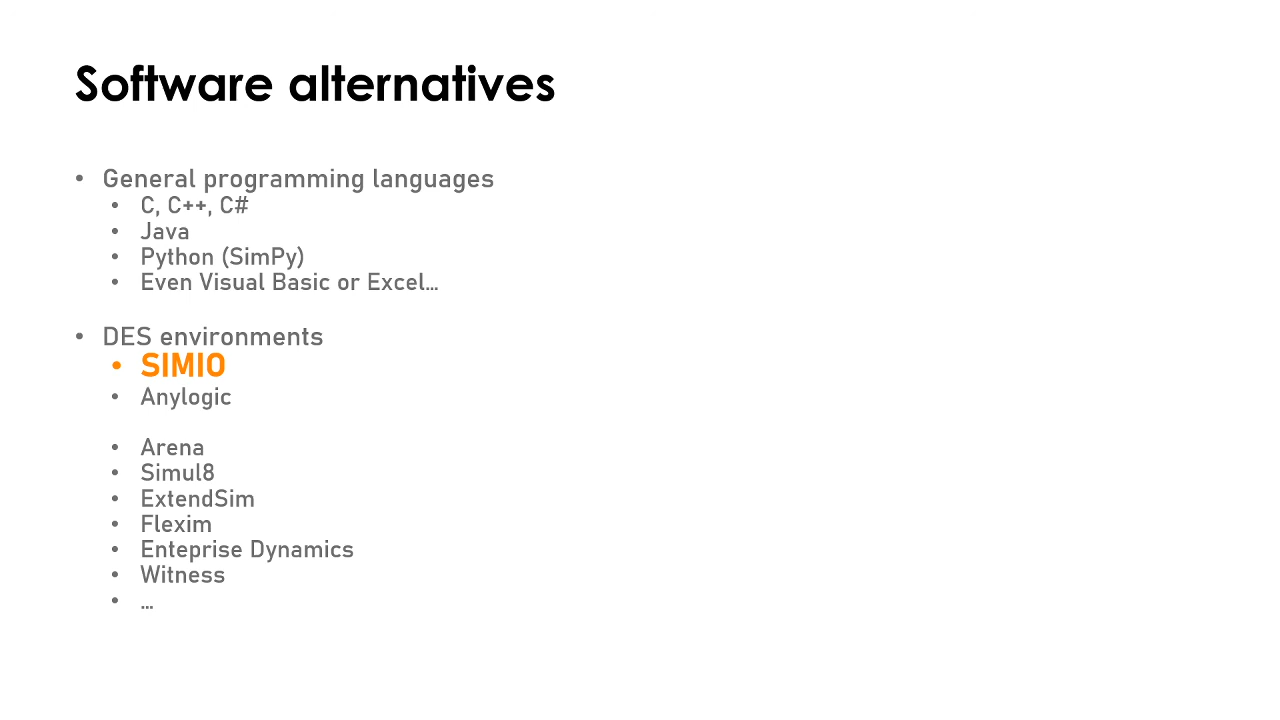 Software alternatives
• General programming languages
• C, C++, C#
• Java
• Python (SimPy)
• Even Visual Basic or Excel…
• DES environments
• SIMIO
• Anylogic
• Arena
• Simul8
• ExtendSim
• Flexim
• Enteprise Dynamics
• Witness
• …